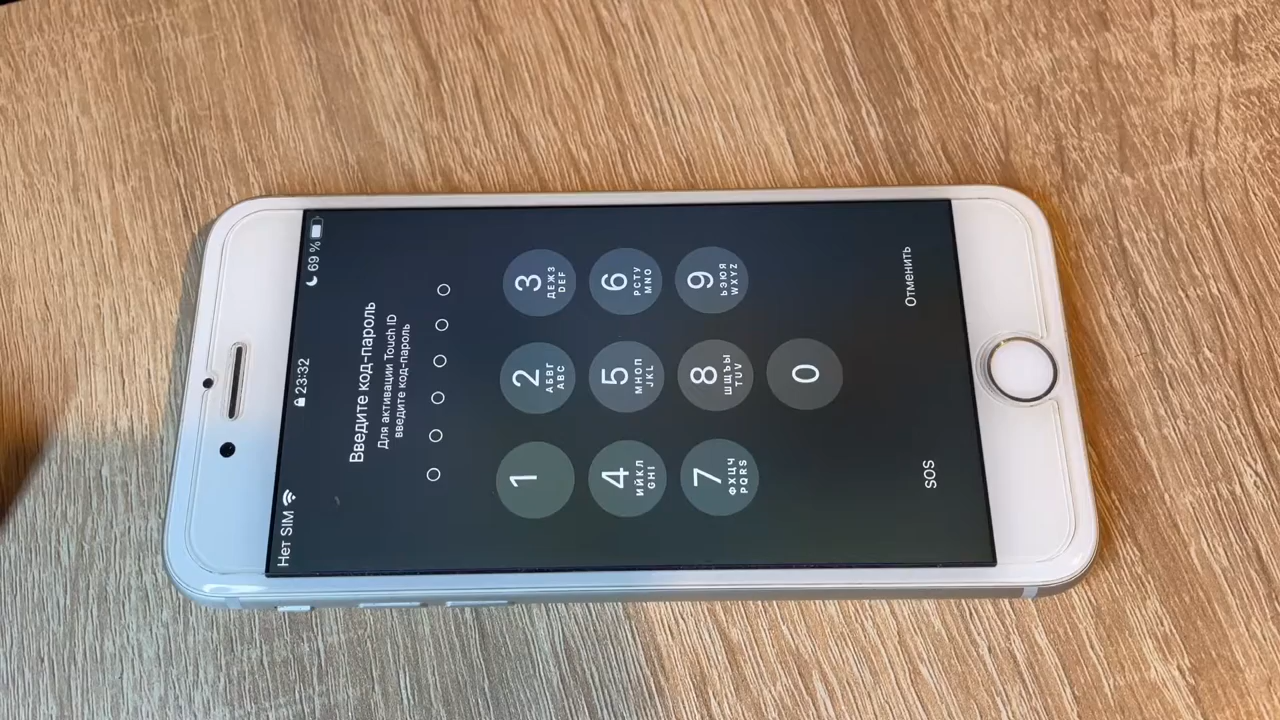 Нет SIM 23:32 69 %
Введите код-пароль
Для активации Touch ID
введите код-пароль
1 2 3
АБВГ ДЕЖЗ
ABC DEF
4 5 6
ИЙКЛ МНОП РСТУ
GHI JKL MNO
7 8 9
ФХЦЧ ШЩЪЫ ЬЭЮЯ
PQRS TUV WXYZ
0
SOS Отменить